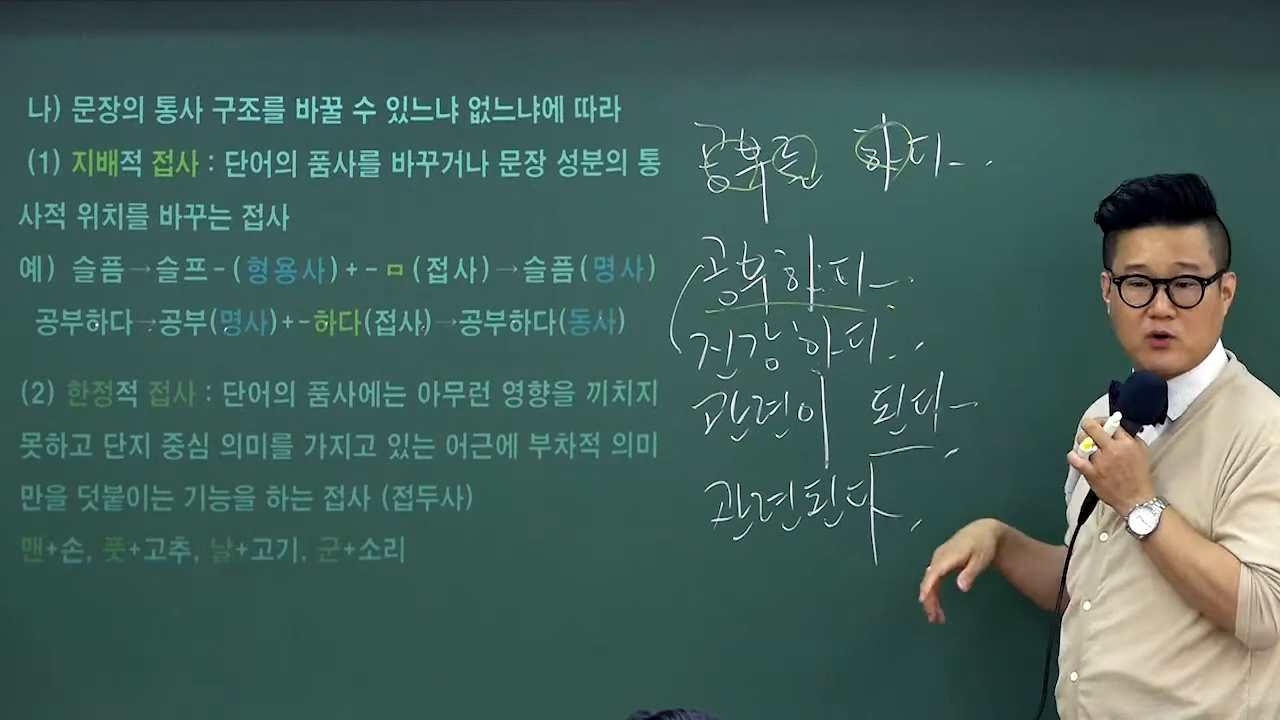 나) 문장의 통사 구조를 바꿀 수 있느냐 없느냐에 따라
(1) 지배적 접사 : 단어의 품사를 바꾸거나 문장 성분의 통
사적 위치를 바꾸는 접사
예) 슬픔→슬프-(형용사)+-ㅁ(접사)→슬픔(명사)
공부하다→공부(명사)+-하다(접사)→공부하다(동사)
(2) 한정적 접사 : 단어의 품사에는 아무런 영향을 끼치지
못하고 단지 중심 의미를 가지고 있는 어근에 부차적 의미
만을 덧붙이는 기능을 하는 접사 (접두사)
맨+손, 풋+고추, 날+고기, 군+소리
공부를 하다.
공부하다.
건강하다.
관련이 된다.
관련된다.